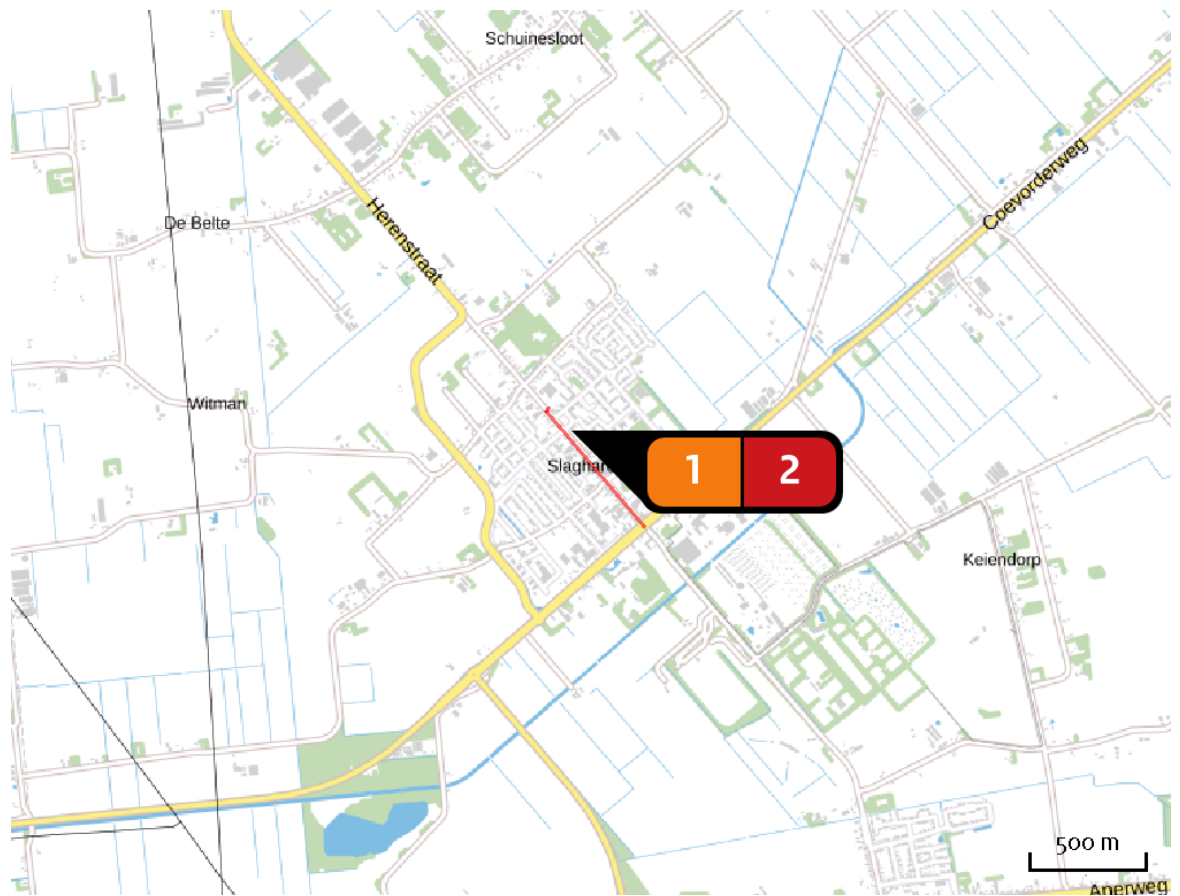 Schuinesloot
Coevorderweg
De Belte
Herenstraat
Witman
1 2
Keiendorp
500 m
Anerweg